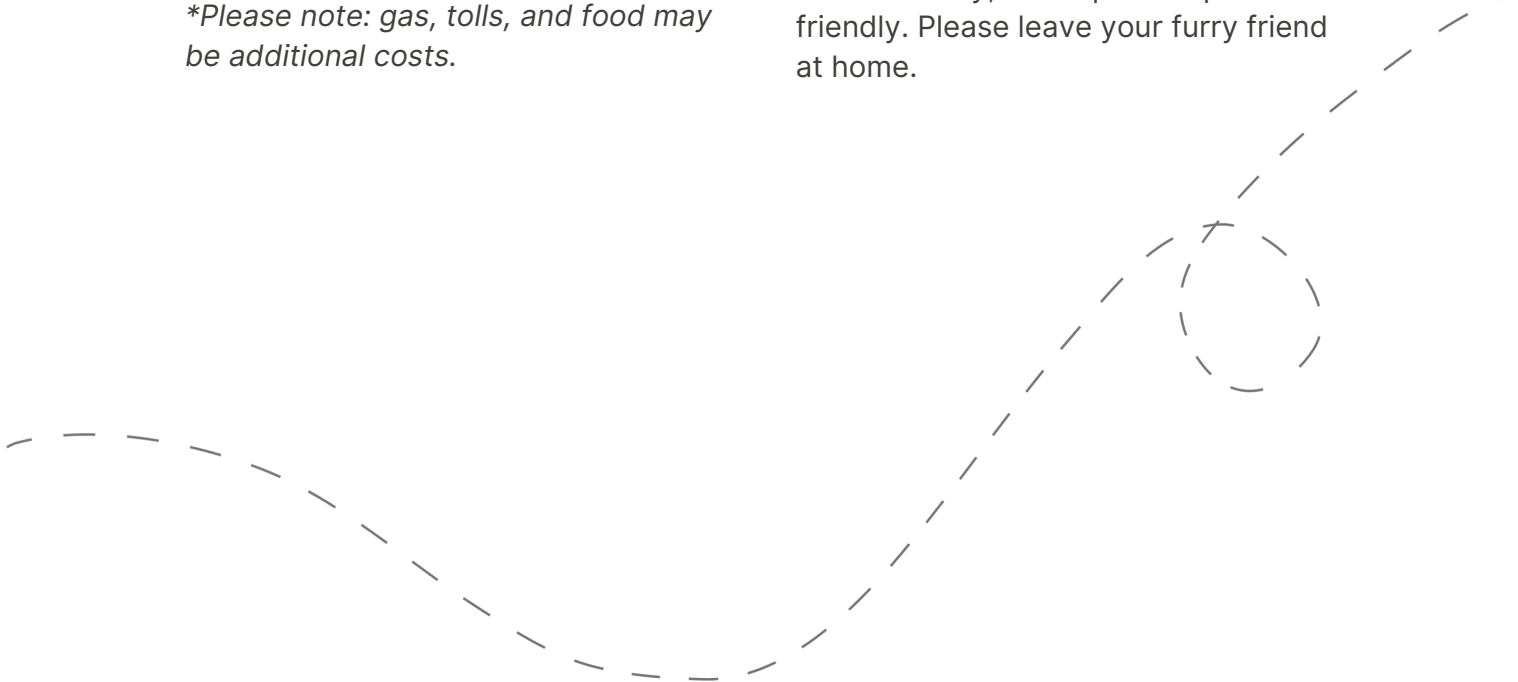 *Please note: gas, tolls, and food may
be additional costs.
friendly. Please leave your furry friend
at home.